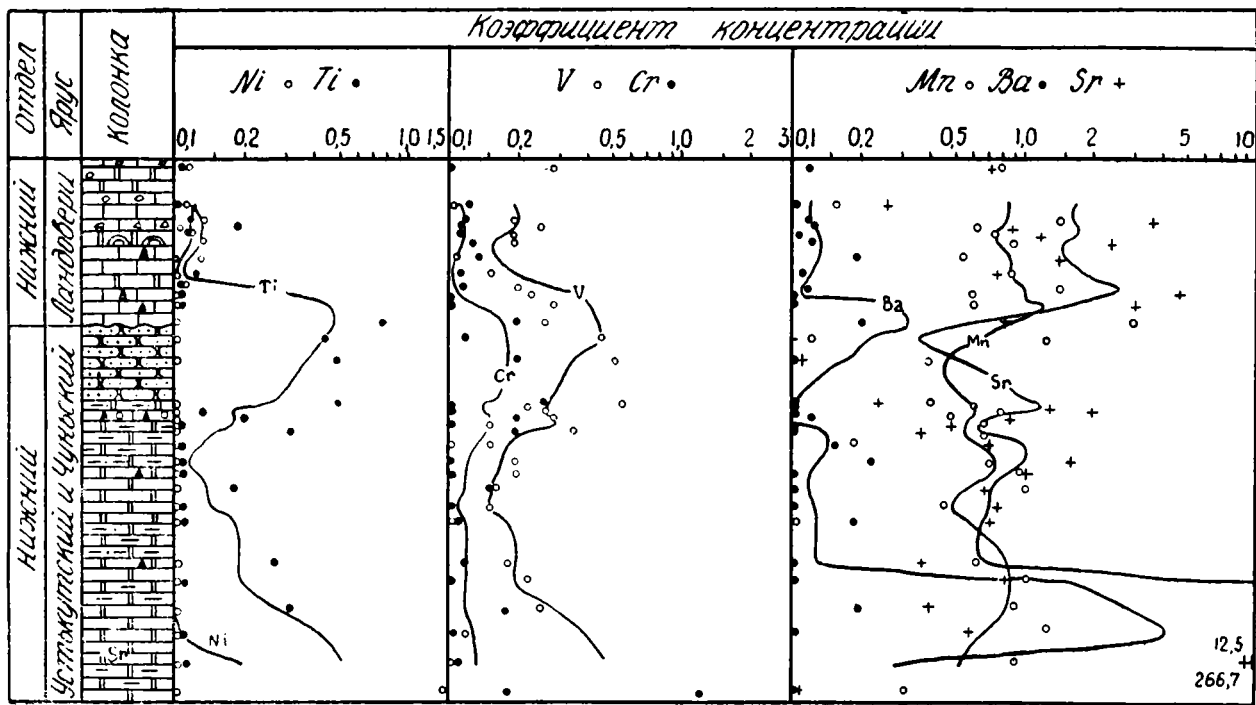 Коэффициент концентрации
Отдел Ярус Колонка
Ni ○ Ti ● V ○ Cr ● Mn ○ Ba ● Sr +
0,1 0,2 0,5 1,0 1,5 0,1 0,2 0,5 1,0 2 3 0,1 0,2 0,5 1,0 2 5 10
Нижний Ландовери
Ti V Ba
Mn
Cr Sr
Нижний Устькутский и Чуньский
Ni
"Sr"
12,5
266,7